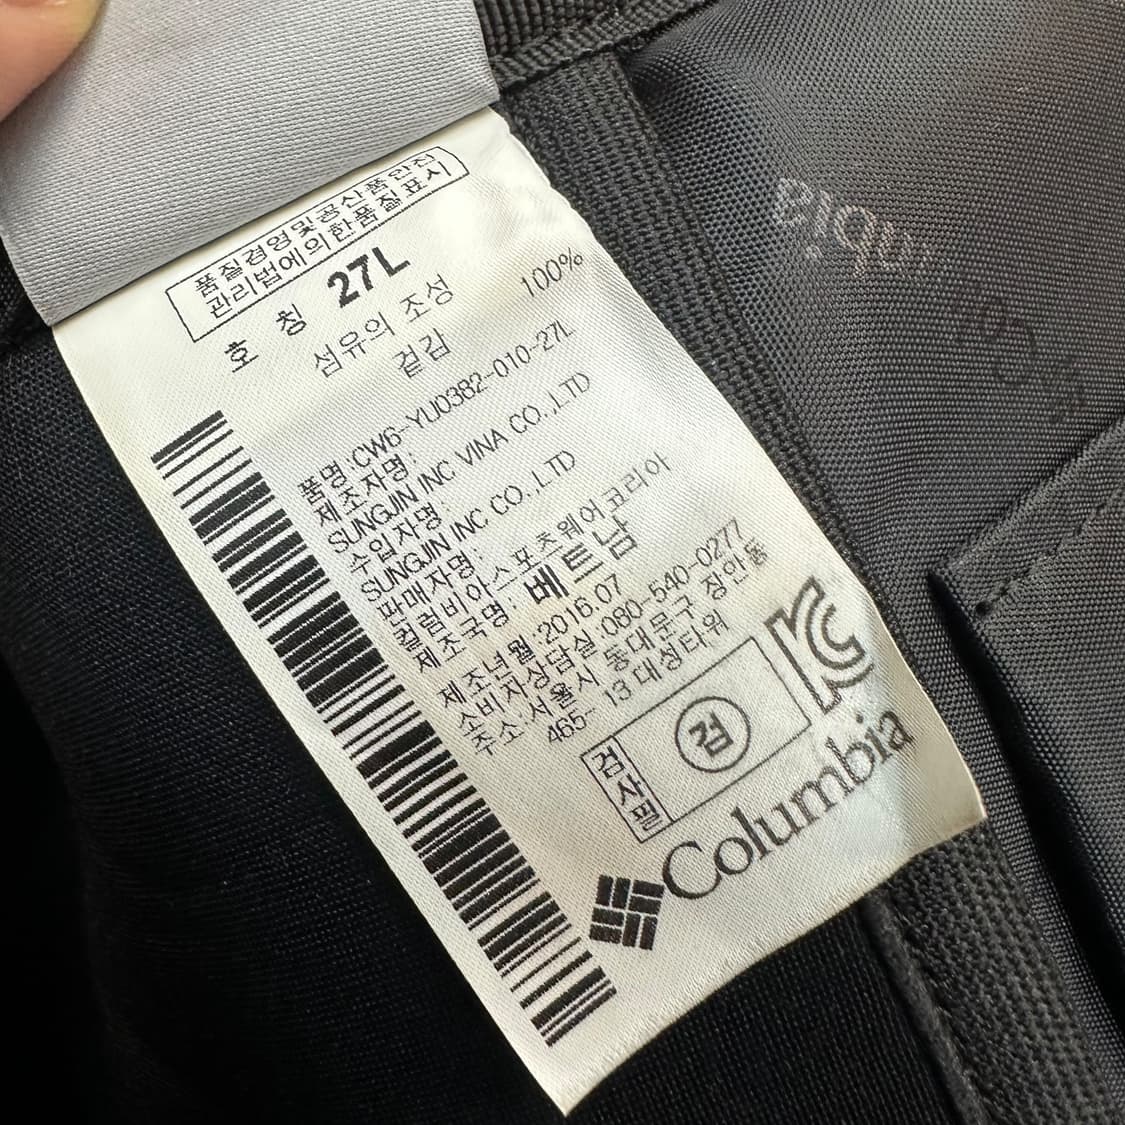 품질경영및공산품안전
관리법에의한품질표시
호 칭 27L
섬유의 조성
겉감 100%
품명:CW6-YU0382-010-27L
제조자명:
SUNGJIN INC VINA CO.,LTD
수입자명:
SUNGJIN INC CO.,LTD
판매자명:
컬럼비아스포츠웨어코리아
제조국명: 베트남
제조년월:2016.07
소비자상담실:080-540-0277
주소:서울시 동대문구 장안동
465-13 대성타워
검사필
검
Columbia